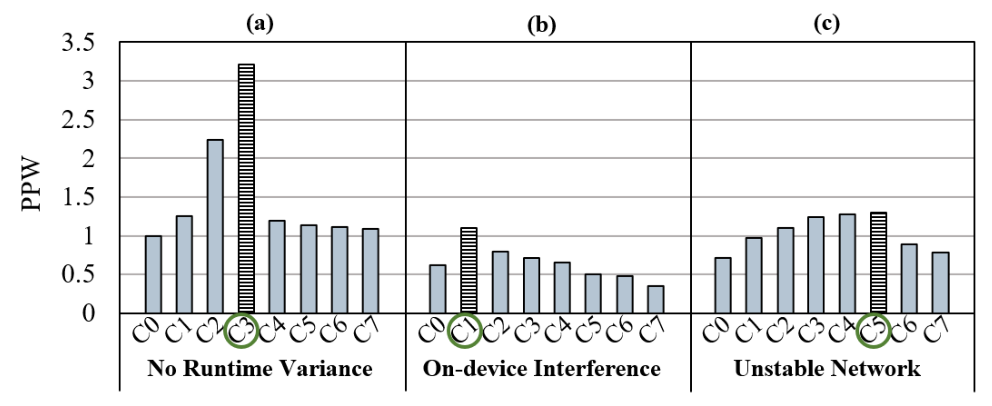 (a) (b) (c)
3.5
3
2.5
2
1.5
1
0.5
0
PPW
C0 C1 C2 C3 C4 C5 C6 C7 C0 C1 C2 C3 C4 C5 C6 C7 C0 C1 C2 C3 C4 C5 C6 C7
No Runtime Variance On-device Interference Unstable Network